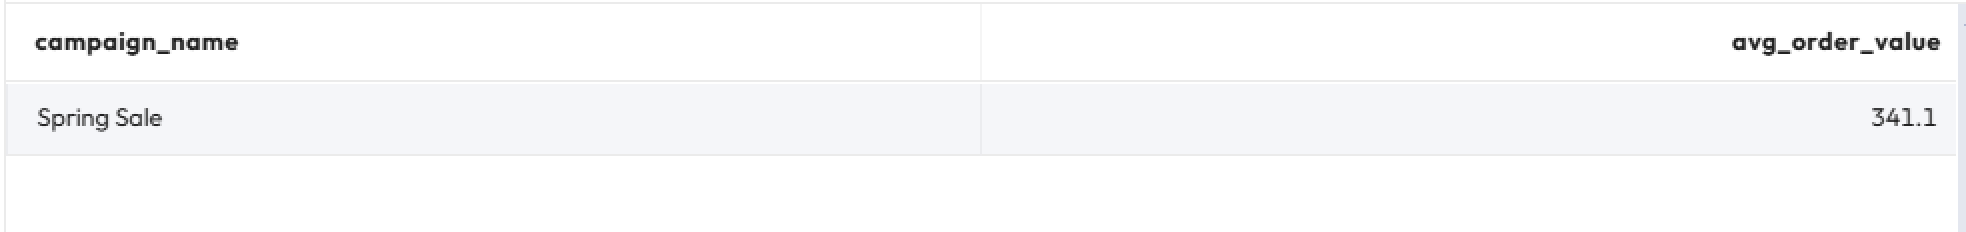 campaign_name avg_order_value
Spring Sale 341.1